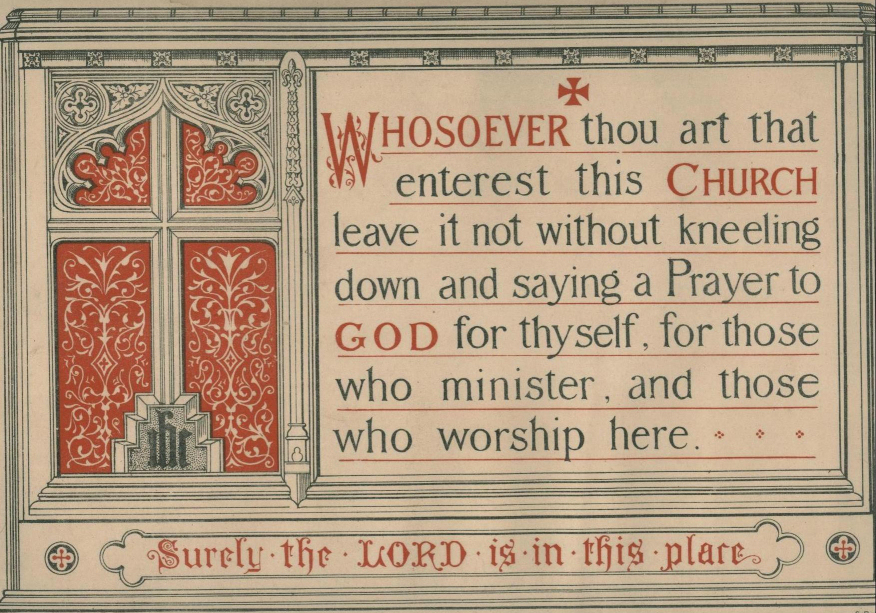 WHOSOEVER thou art that
enterest this CHURCH
leave it not without kneeling
down and saying a Prayer to
GOD for thyself, for those
who minister, and those
who worship here.
ihc
Surely · the · LORD · is · in · this · place